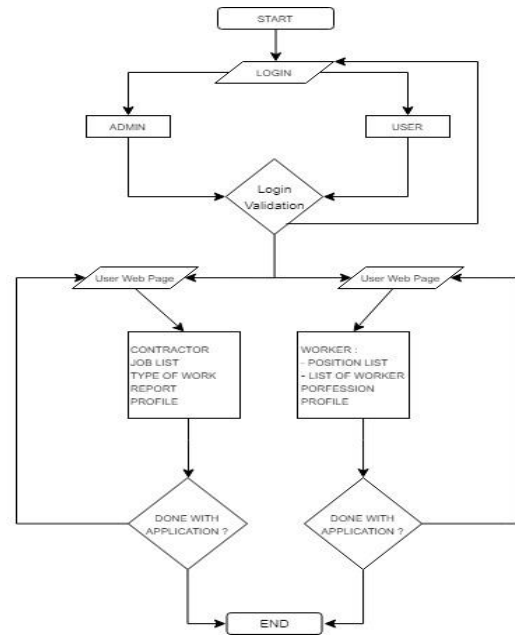 START
LOGIN
ADMIN
USER
Login
Validation
User Web Page
User Web Page
CONTRACTOR
JOB LIST
TYPE OF WORK
REPORT
PROFILE
WORKER :
- POSITION LIST
- LIST OF WORKER
PORFESSION
PROFILE
DONE WITH
APPLICATION ?
DONE WITH
APPLICATION ?
END